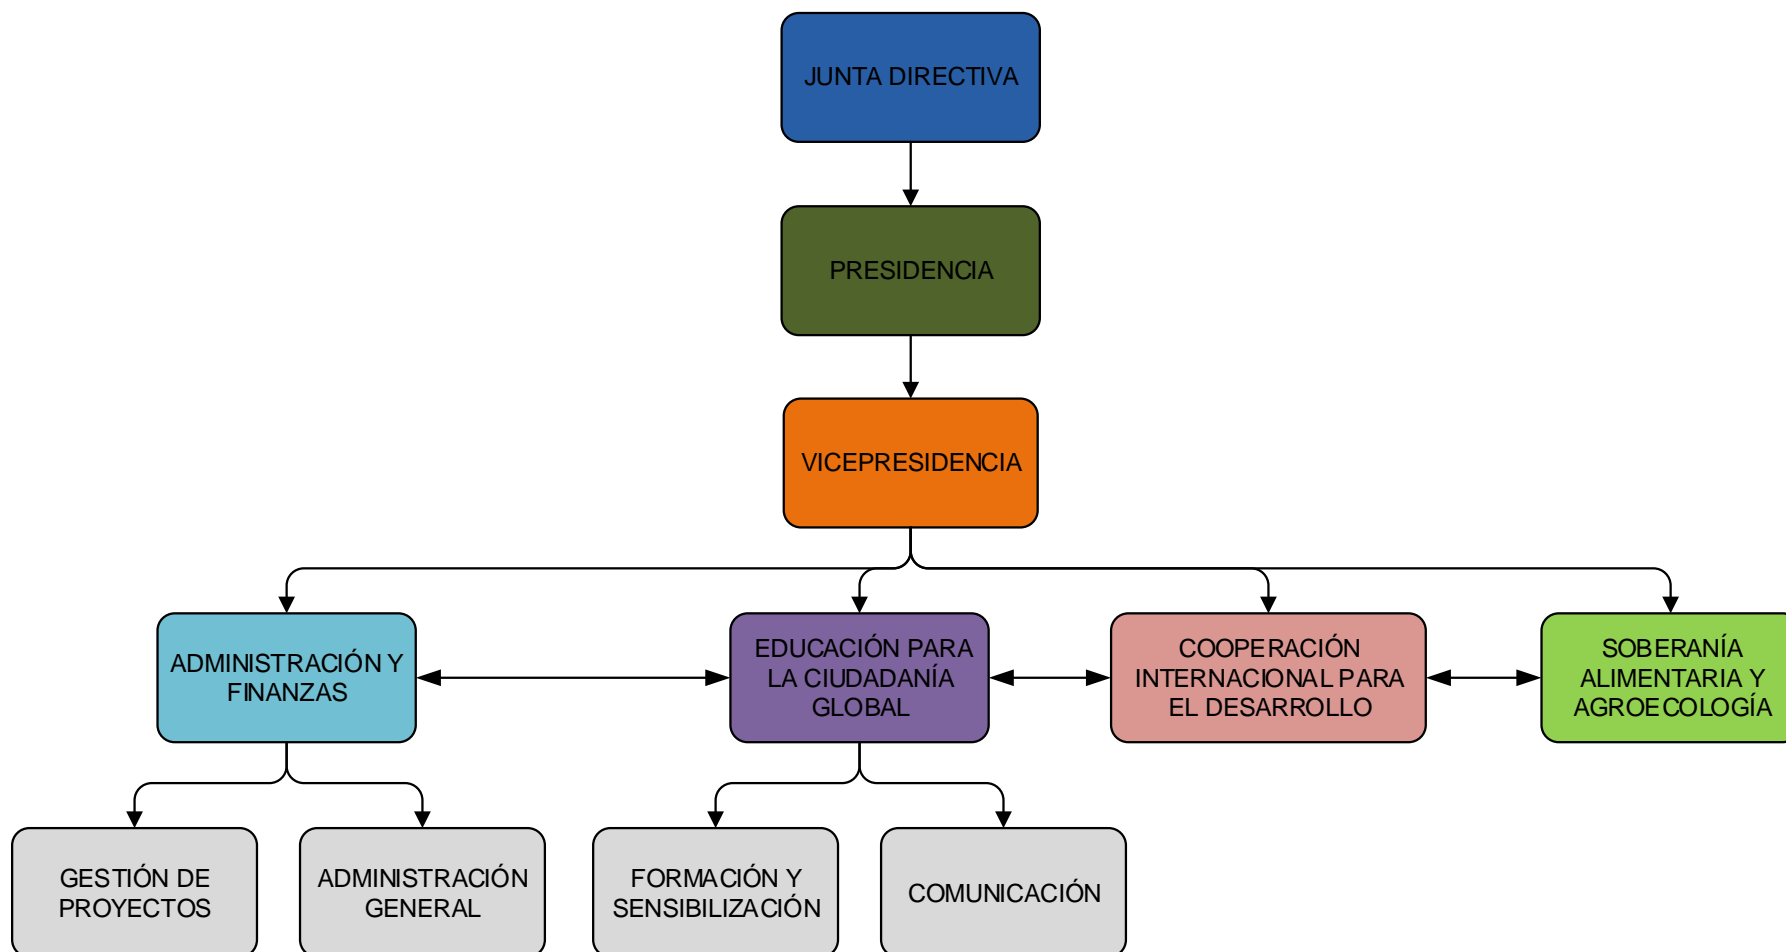 JUNTA DIRECTIVA
PRESIDENCIA
VICEPRESIDENCIA
ADMINISTRACIÓN Y
FINANZAS
EDUCACIÓN PARA
LA CIUDADANÍA
GLOBAL
COOPERACIÓN
INTERNACIONAL PARA
EL DESARROLLO
SOBERANÍA
ALIMENTARIA Y
AGROECOLOGÍA
GESTIÓN DE
PROYECTOS
ADMINISTRACIÓN
GENERAL
FORMACIÓN Y
SENSIBILIZACIÓN
COMUNICACIÓN